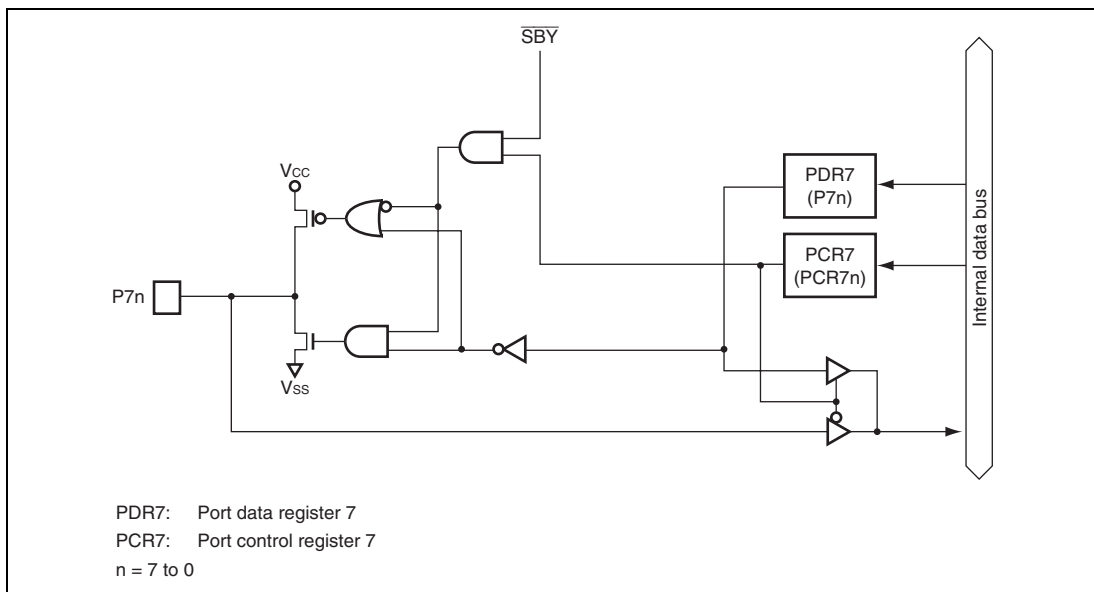 S̅B̅Y̅
VCC
PDR7
(P7n)
PCR7
(PCR7n)
Internal data bus
P7n
VSS
PDR7: Port data register 7
PCR7: Port control register 7
n = 7 to 0